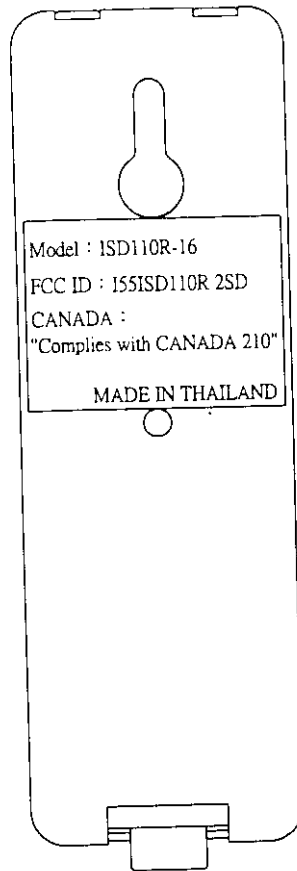 Model : ISD110R-16
FCC ID : I55ISD110R 2SD
CANADA :
"Complies with CANADA 210"
MADE IN THAILAND